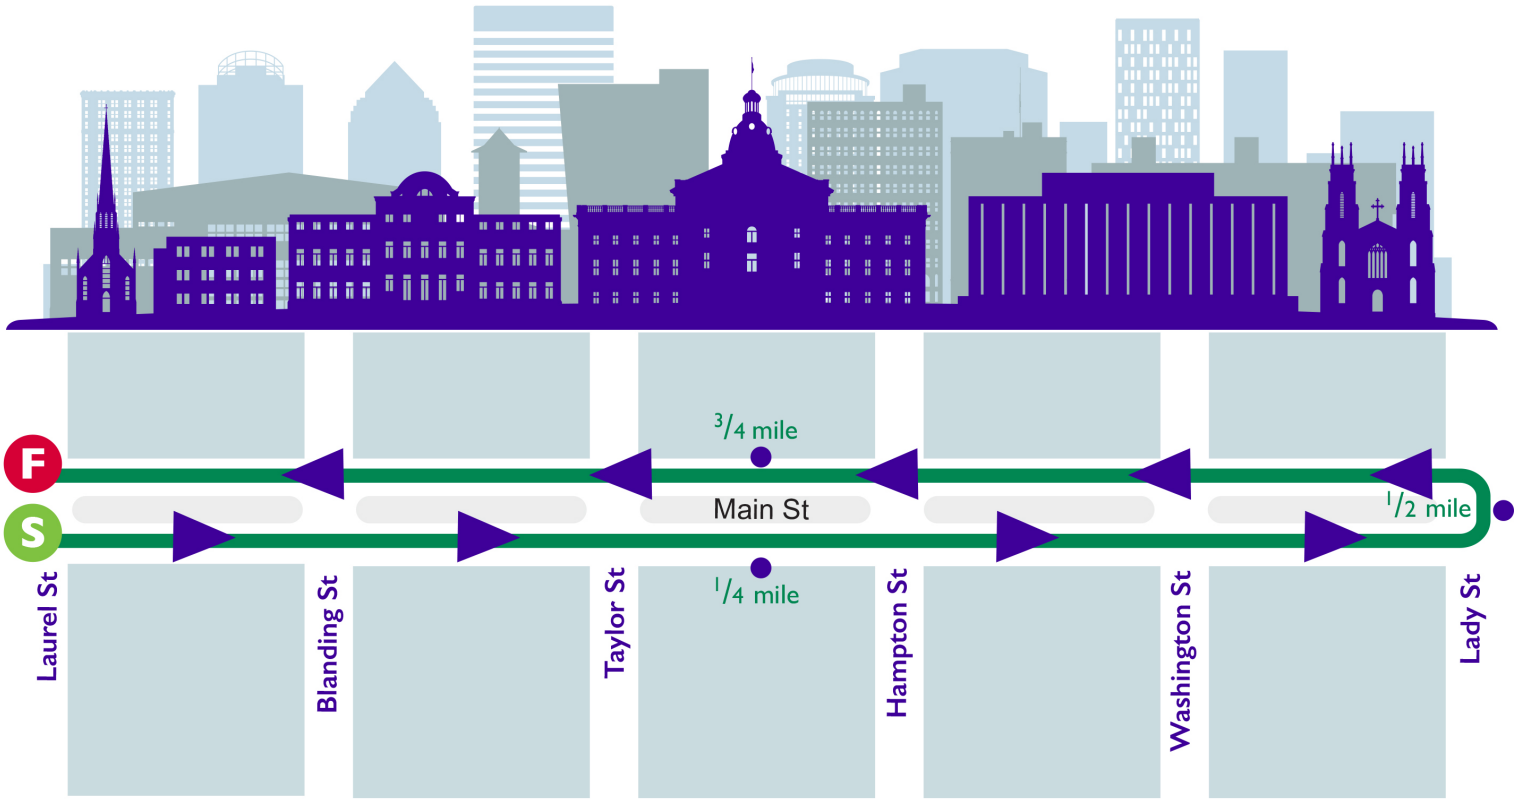 3/4 mile
F
Main St
1/2 mile
S
1/4 mile
Laurel St
Blanding St
Taylor St
Hampton St
Washington St
Lady St